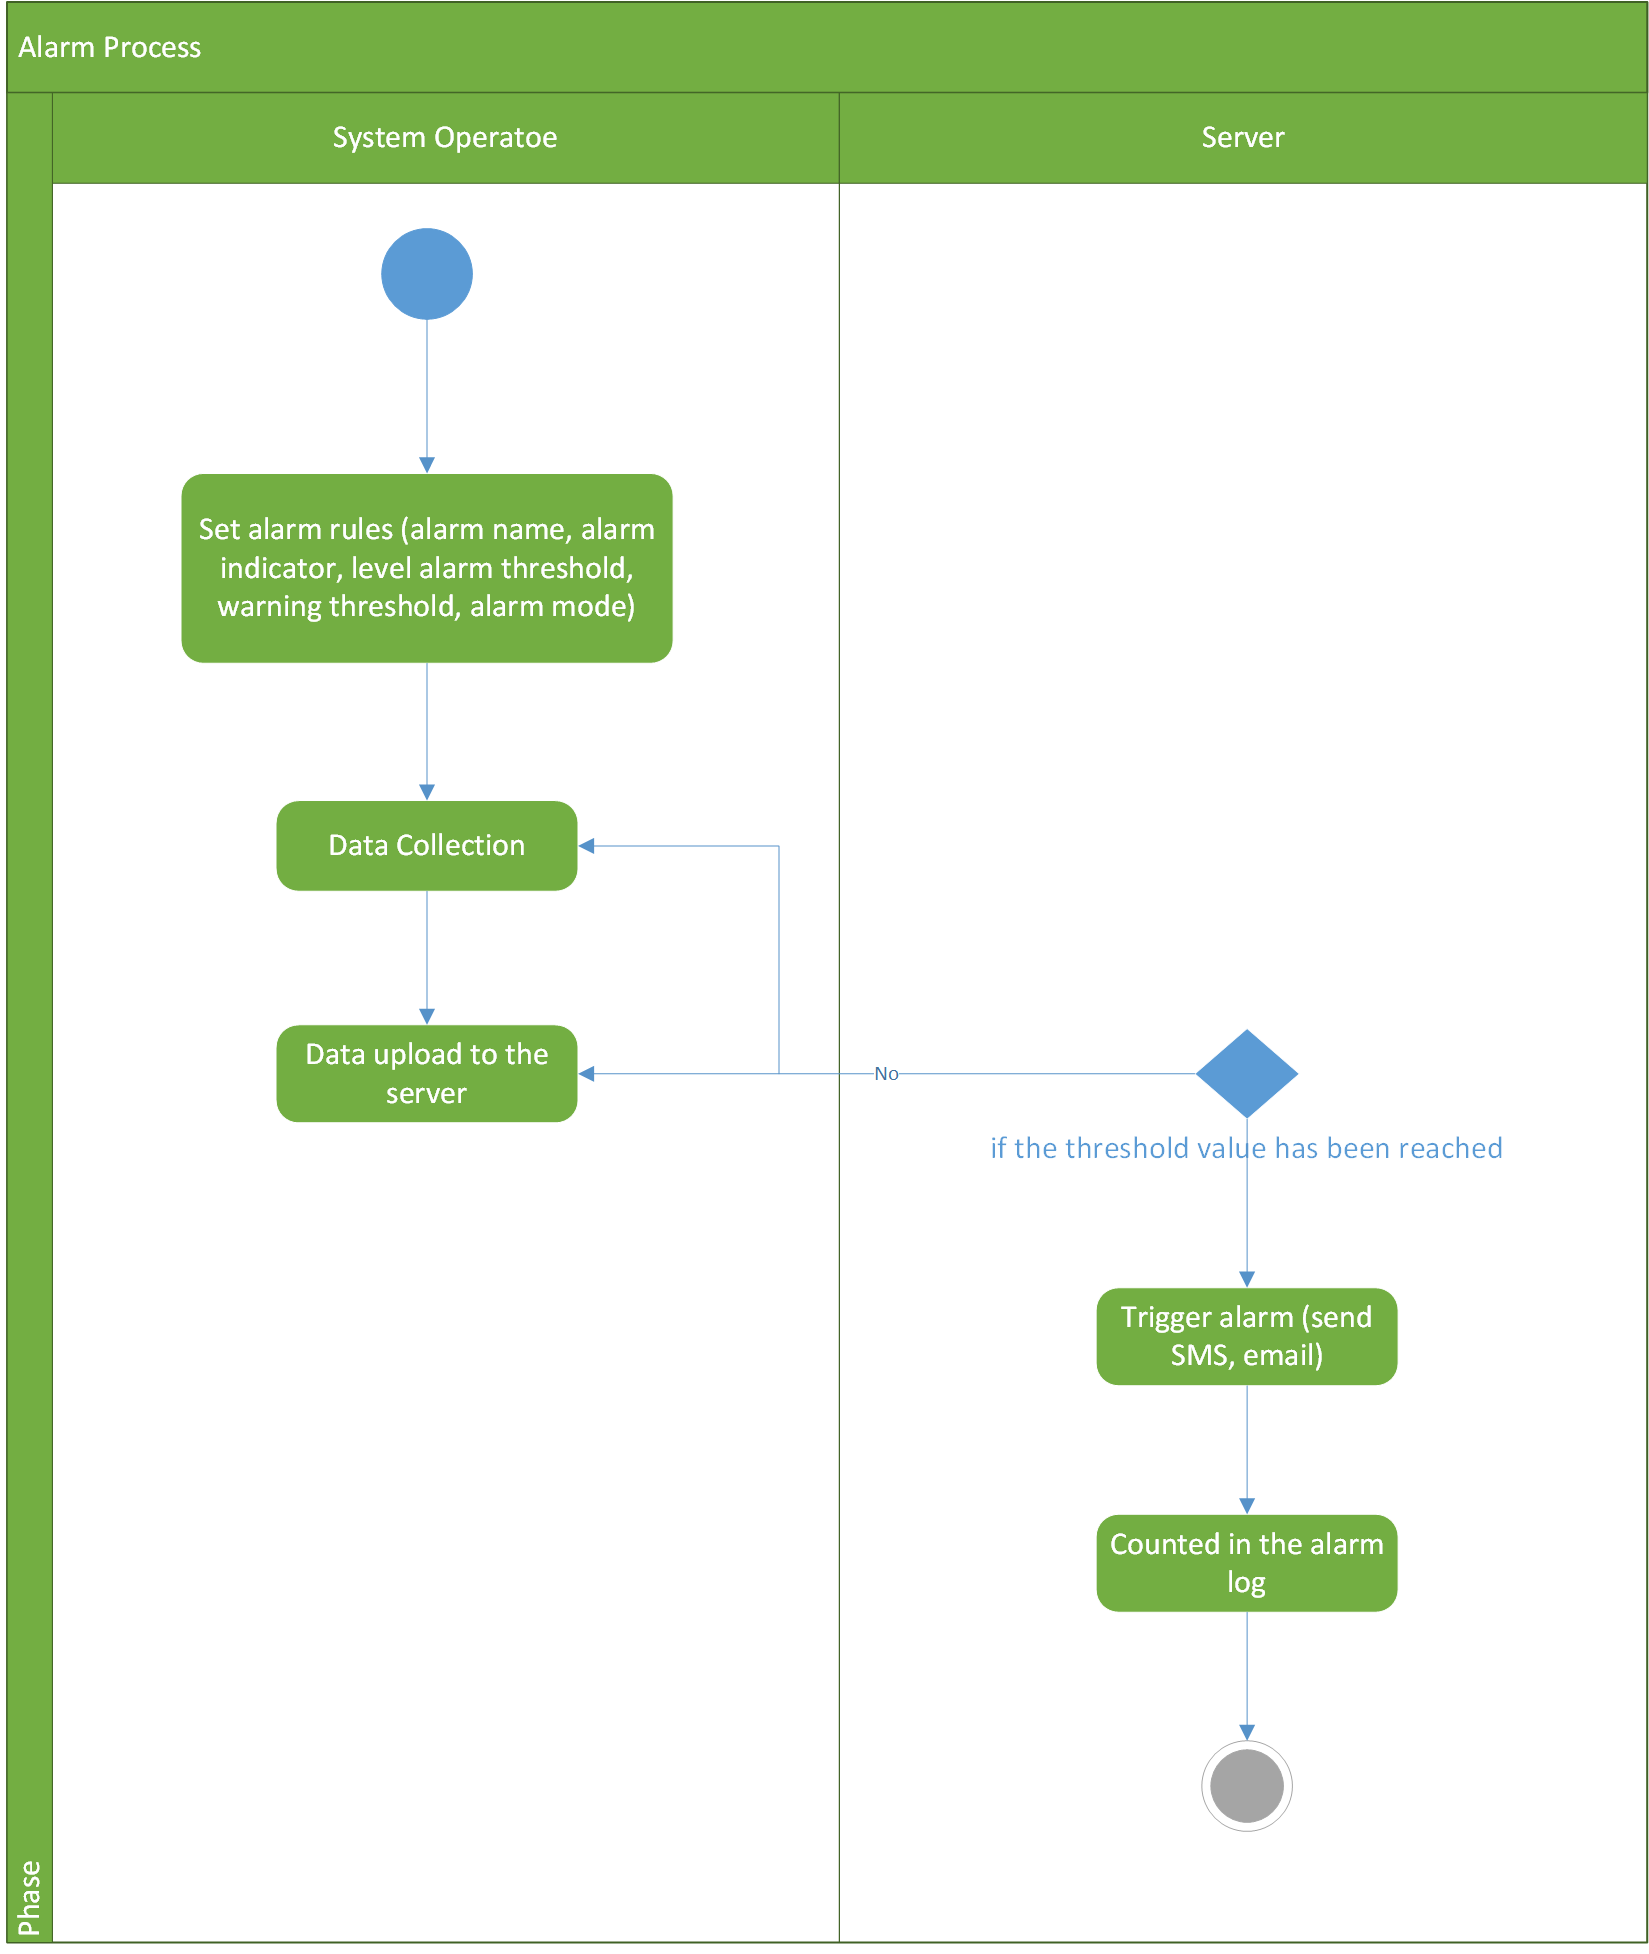 Alarm Process
System Operatoe
Server
Set alarm rules (alarm name, alarm
indicator, level alarm threshold,
warning threshold, alarm mode)
Data Collection
Data upload to the
server
No
if the threshold value has been reached
Trigger alarm (send
SMS, email)
Counted in the alarm
log
Phase